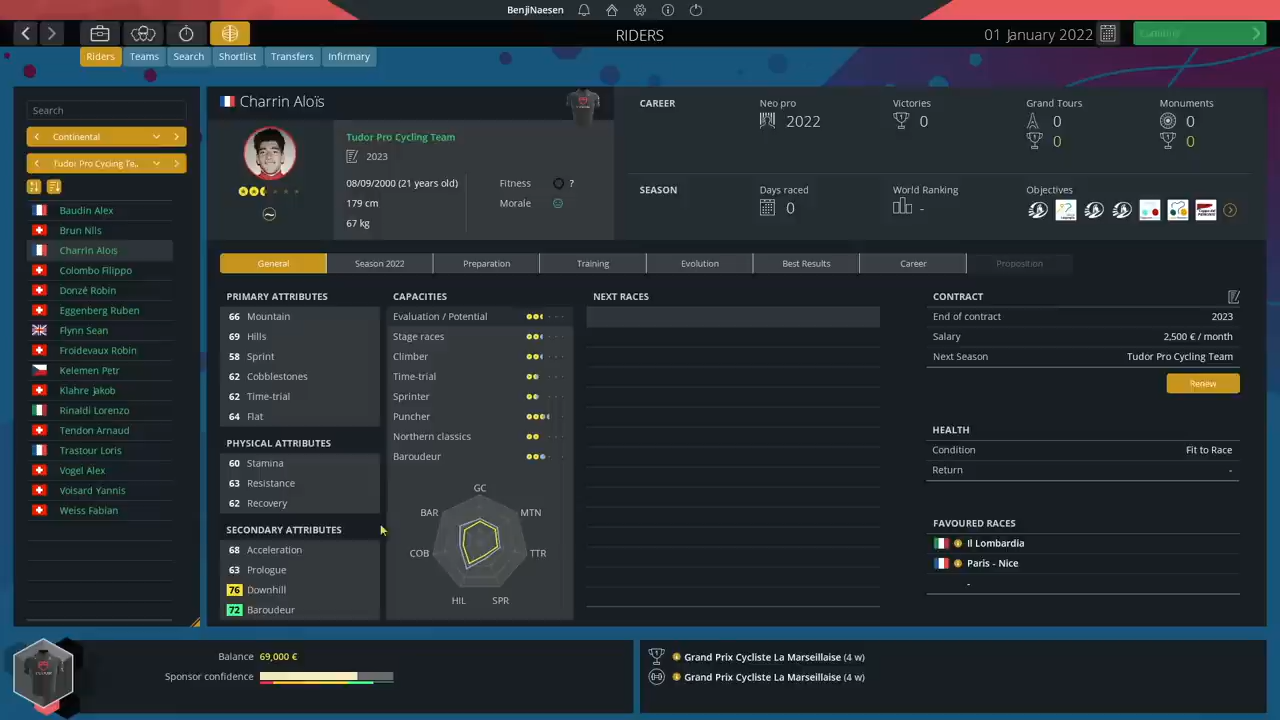 BenjiNaesen
RIDERS
01 January 2022
Continue
Riders
Teams
Search
Shortlist
Transfers
Infirmary
Search
Continental
Tudor Pro Cycling Te..
Baudin Alex
Brun Nils
Charrin Aloïs
Colombo Filippo
Donzé Robin
Eggenberg Ruben
Flynn Sean
Froidevaux Robin
Kelemen Petr
Klahre Jakob
Rinaldi Lorenzo
Tendon Arnaud
Trastour Loris
Vogel Alex
Voisard Yannis
Weiss Fabian
Charrin Aloïs
Tudor Pro Cycling Team
2023
08/09/2000 (21 years old)
179 cm
67 kg
Fitness ?
Morale
CAREER
Neo pro
2022
Victories
0
Grand Tours
0
0
Monuments
0
0
SEASON
Days raced
0
World Ranking
-
Objectives
General
Season 2022
Preparation
Training
Evolution
Best Results
Career
Proposition
PRIMARY ATTRIBUTES
66 Mountain
69 Hills
58 Sprint
62 Cobblestones
62 Time-trial
64 Flat
PHYSICAL ATTRIBUTES
60 Stamina
63 Resistance
62 Recovery
SECONDARY ATTRIBUTES
68 Acceleration
63 Prologue
76 Downhill
72 Baroudeur
CAPACITIES
Evaluation / Potential
Stage races
Climber
Time-trial
Sprinter
Puncher
Northern classics
Baroudeur
GC
BAR
MTN
COB
TTR
HIL
SPR
NEXT RACES
CONTRACT
End of contract 2023
Salary 2,500 € / month
Next Season Tudor Pro Cycling Team
Renew
HEALTH
Condition Fit to Race
Return -
FAVOURED RACES
Il Lombardia
Paris - Nice
-
Balance 69,000 €
Sponsor confidence
Grand Prix Cycliste La Marseillaise (4 w)
Grand Prix Cycliste La Marseillaise (4 w)